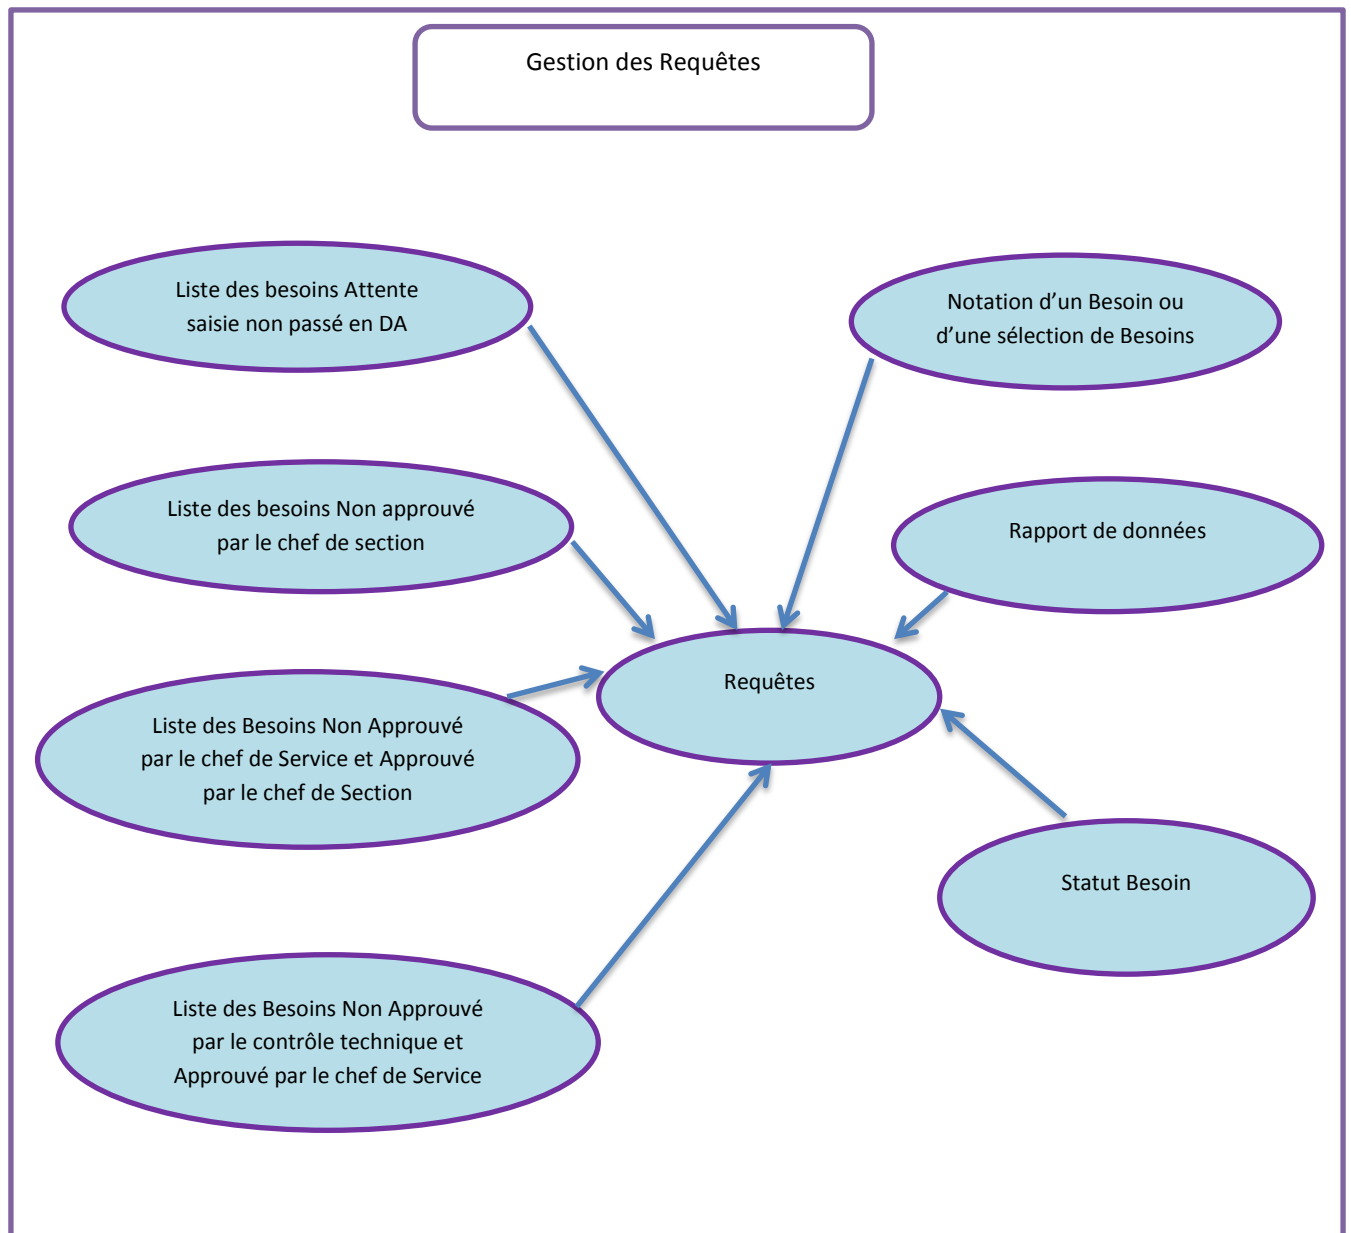 Gestion des Requêtes
Liste des besoins Attente
saisie non passé en DA
Notation d’un Besoin ou
d’une sélection de Besoins
Liste des besoins Non approuvé
par le chef de section
Rapport de données
Requêtes
Liste des Besoins Non Approuvé
par le chef de Service et Approuvé
par le chef de Section
Statut Besoin
Liste des Besoins Non Approuvé
par le contrôle technique et
Approuvé par le chef de Service